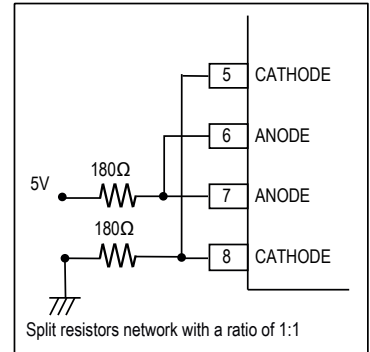 5 CATHODE
6 ANODE
180Ω
5V
7 ANODE
180Ω
8 CATHODE
Split resistors network with a ratio of 1:1